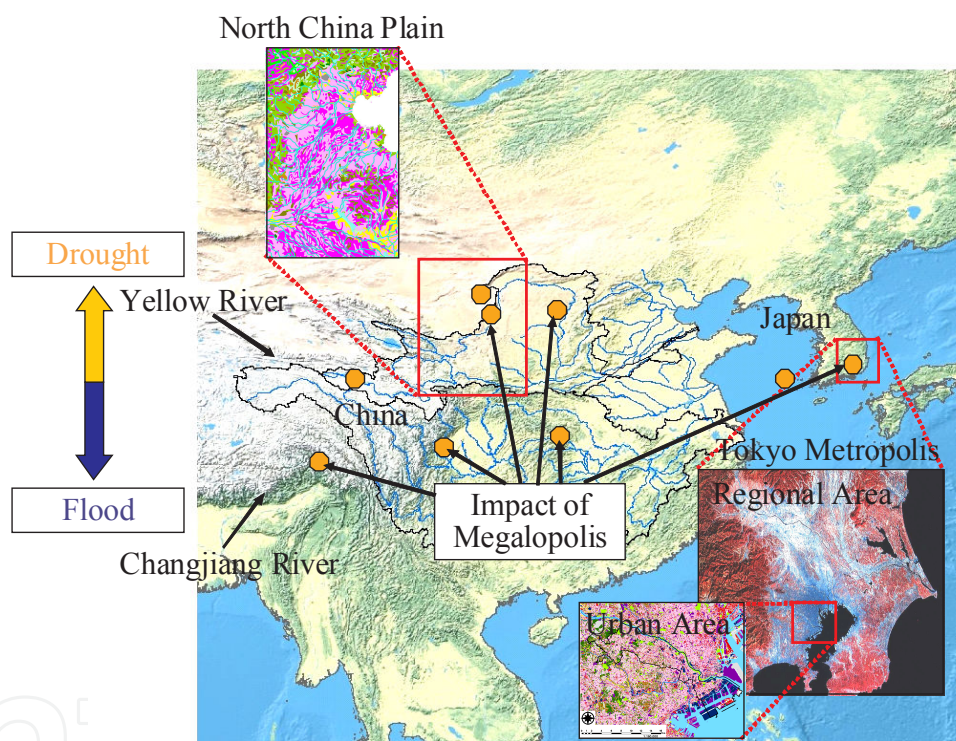 North China Plain
Drought
Yellow River
Japan
China
Tokyo Metropolis
Regional Area
Flood
Impact of
Megalopolis
Changjiang River
Urban Area